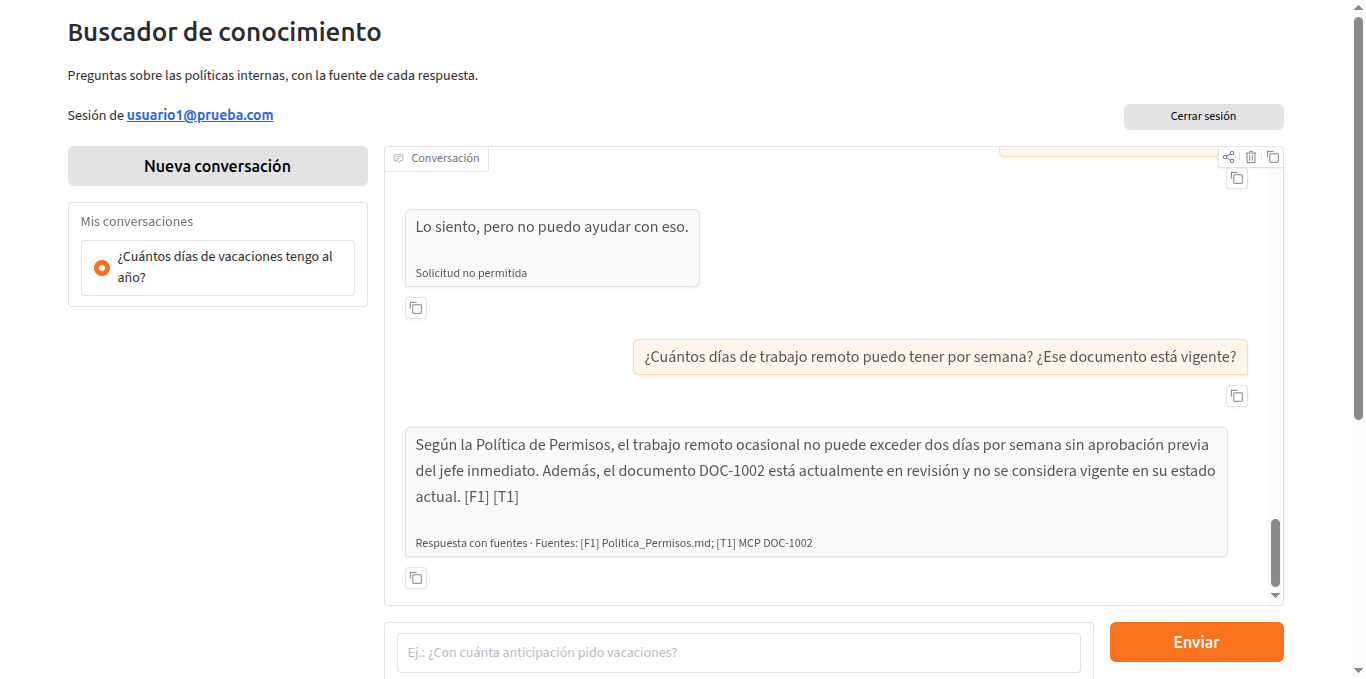 Buscador de conocimiento
Preguntas sobre las políticas internas, con la fuente de cada respuesta.
Sesión de usuario1@prueba.com
Cerrar sesión
Nueva conversación
Mis conversaciones
¿Cuántos días de vacaciones tengo al
año?
Conversación
Lo siento, pero no puedo ayudar con eso.
Solicitud no permitida
¿Cuántos días de trabajo remoto puedo tener por semana? ¿Ese documento está vigente?
Según la Política de Permisos, el trabajo remoto ocasional no puede exceder dos días por semana sin aprobación previa
del jefe inmediato. Además, el documento DOC-1002 está actualmente en revisión y no se considera vigente en su estado
actual. [F1] [T1]
Respuesta con fuentes · Fuentes: [F1] Politica_Permisos.md; [T1] MCP DOC-1002
Ej.: ¿Con cuánta anticipación pido vacaciones?
Enviar